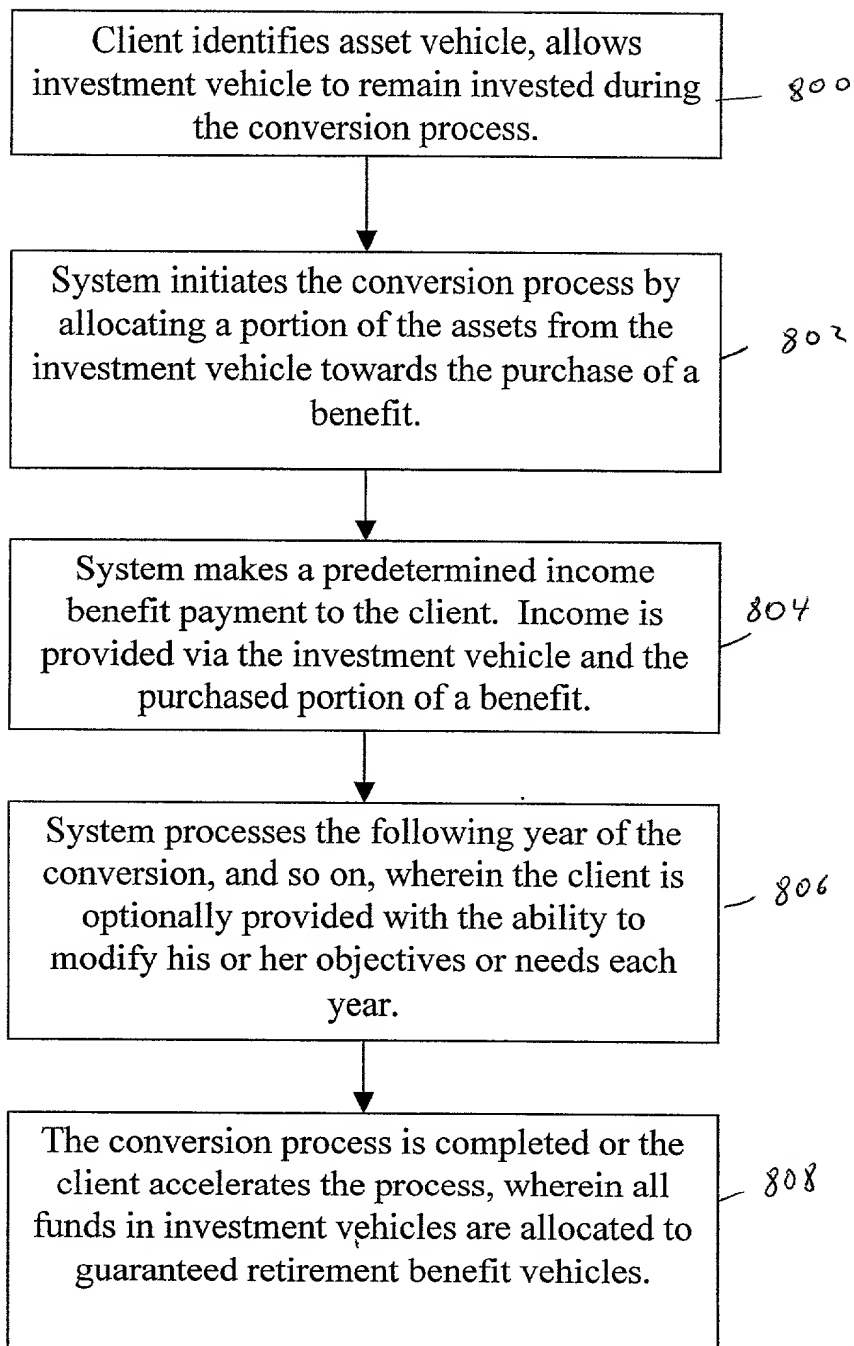 Client identifies asset vehicle, allows
investment vehicle to remain invested during
the conversion process.
800
System initiates the conversion process by
allocating a portion of the assets from the
investment vehicle towards the purchase of a
benefit.
802
System makes a predetermined income
benefit payment to the client. Income is
provided via the investment vehicle and the
purchased portion of a benefit.
804
System processes the following year of the
conversion, and so on, wherein the client is
optionally provided with the ability to
modify his or her objectives or needs each
year.
806
The conversion process is completed or the
client accelerates the process, wherein all
funds in investment vehicles are allocated to
guaranteed retirement benefit vehicles.
808